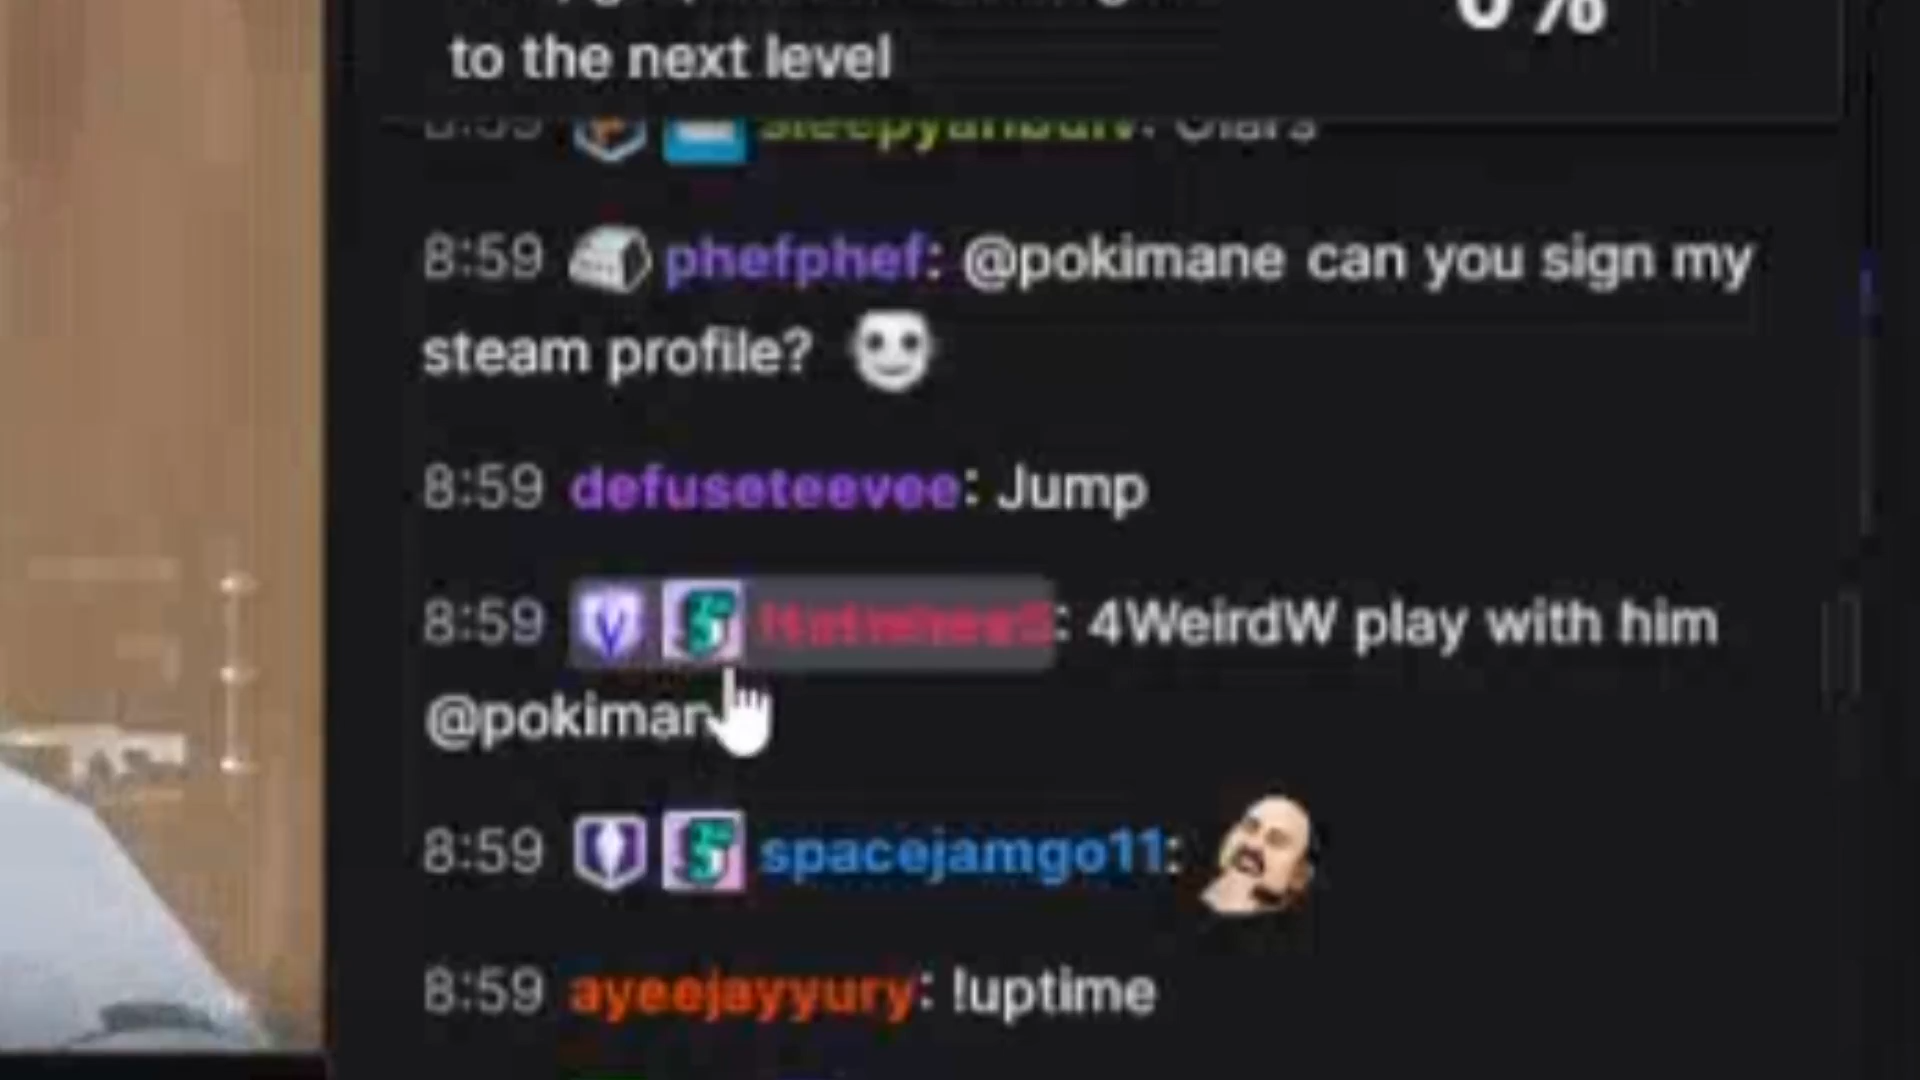 to the next level
8:59 phefphef: @pokimane can you sign my
steam profile?
8:59 defuseteevee: Jump
8:59 : 4WeirdW play with him
@pokiman
8:59 spacejamgo11:
8:59 ayeejayyury: !uptime